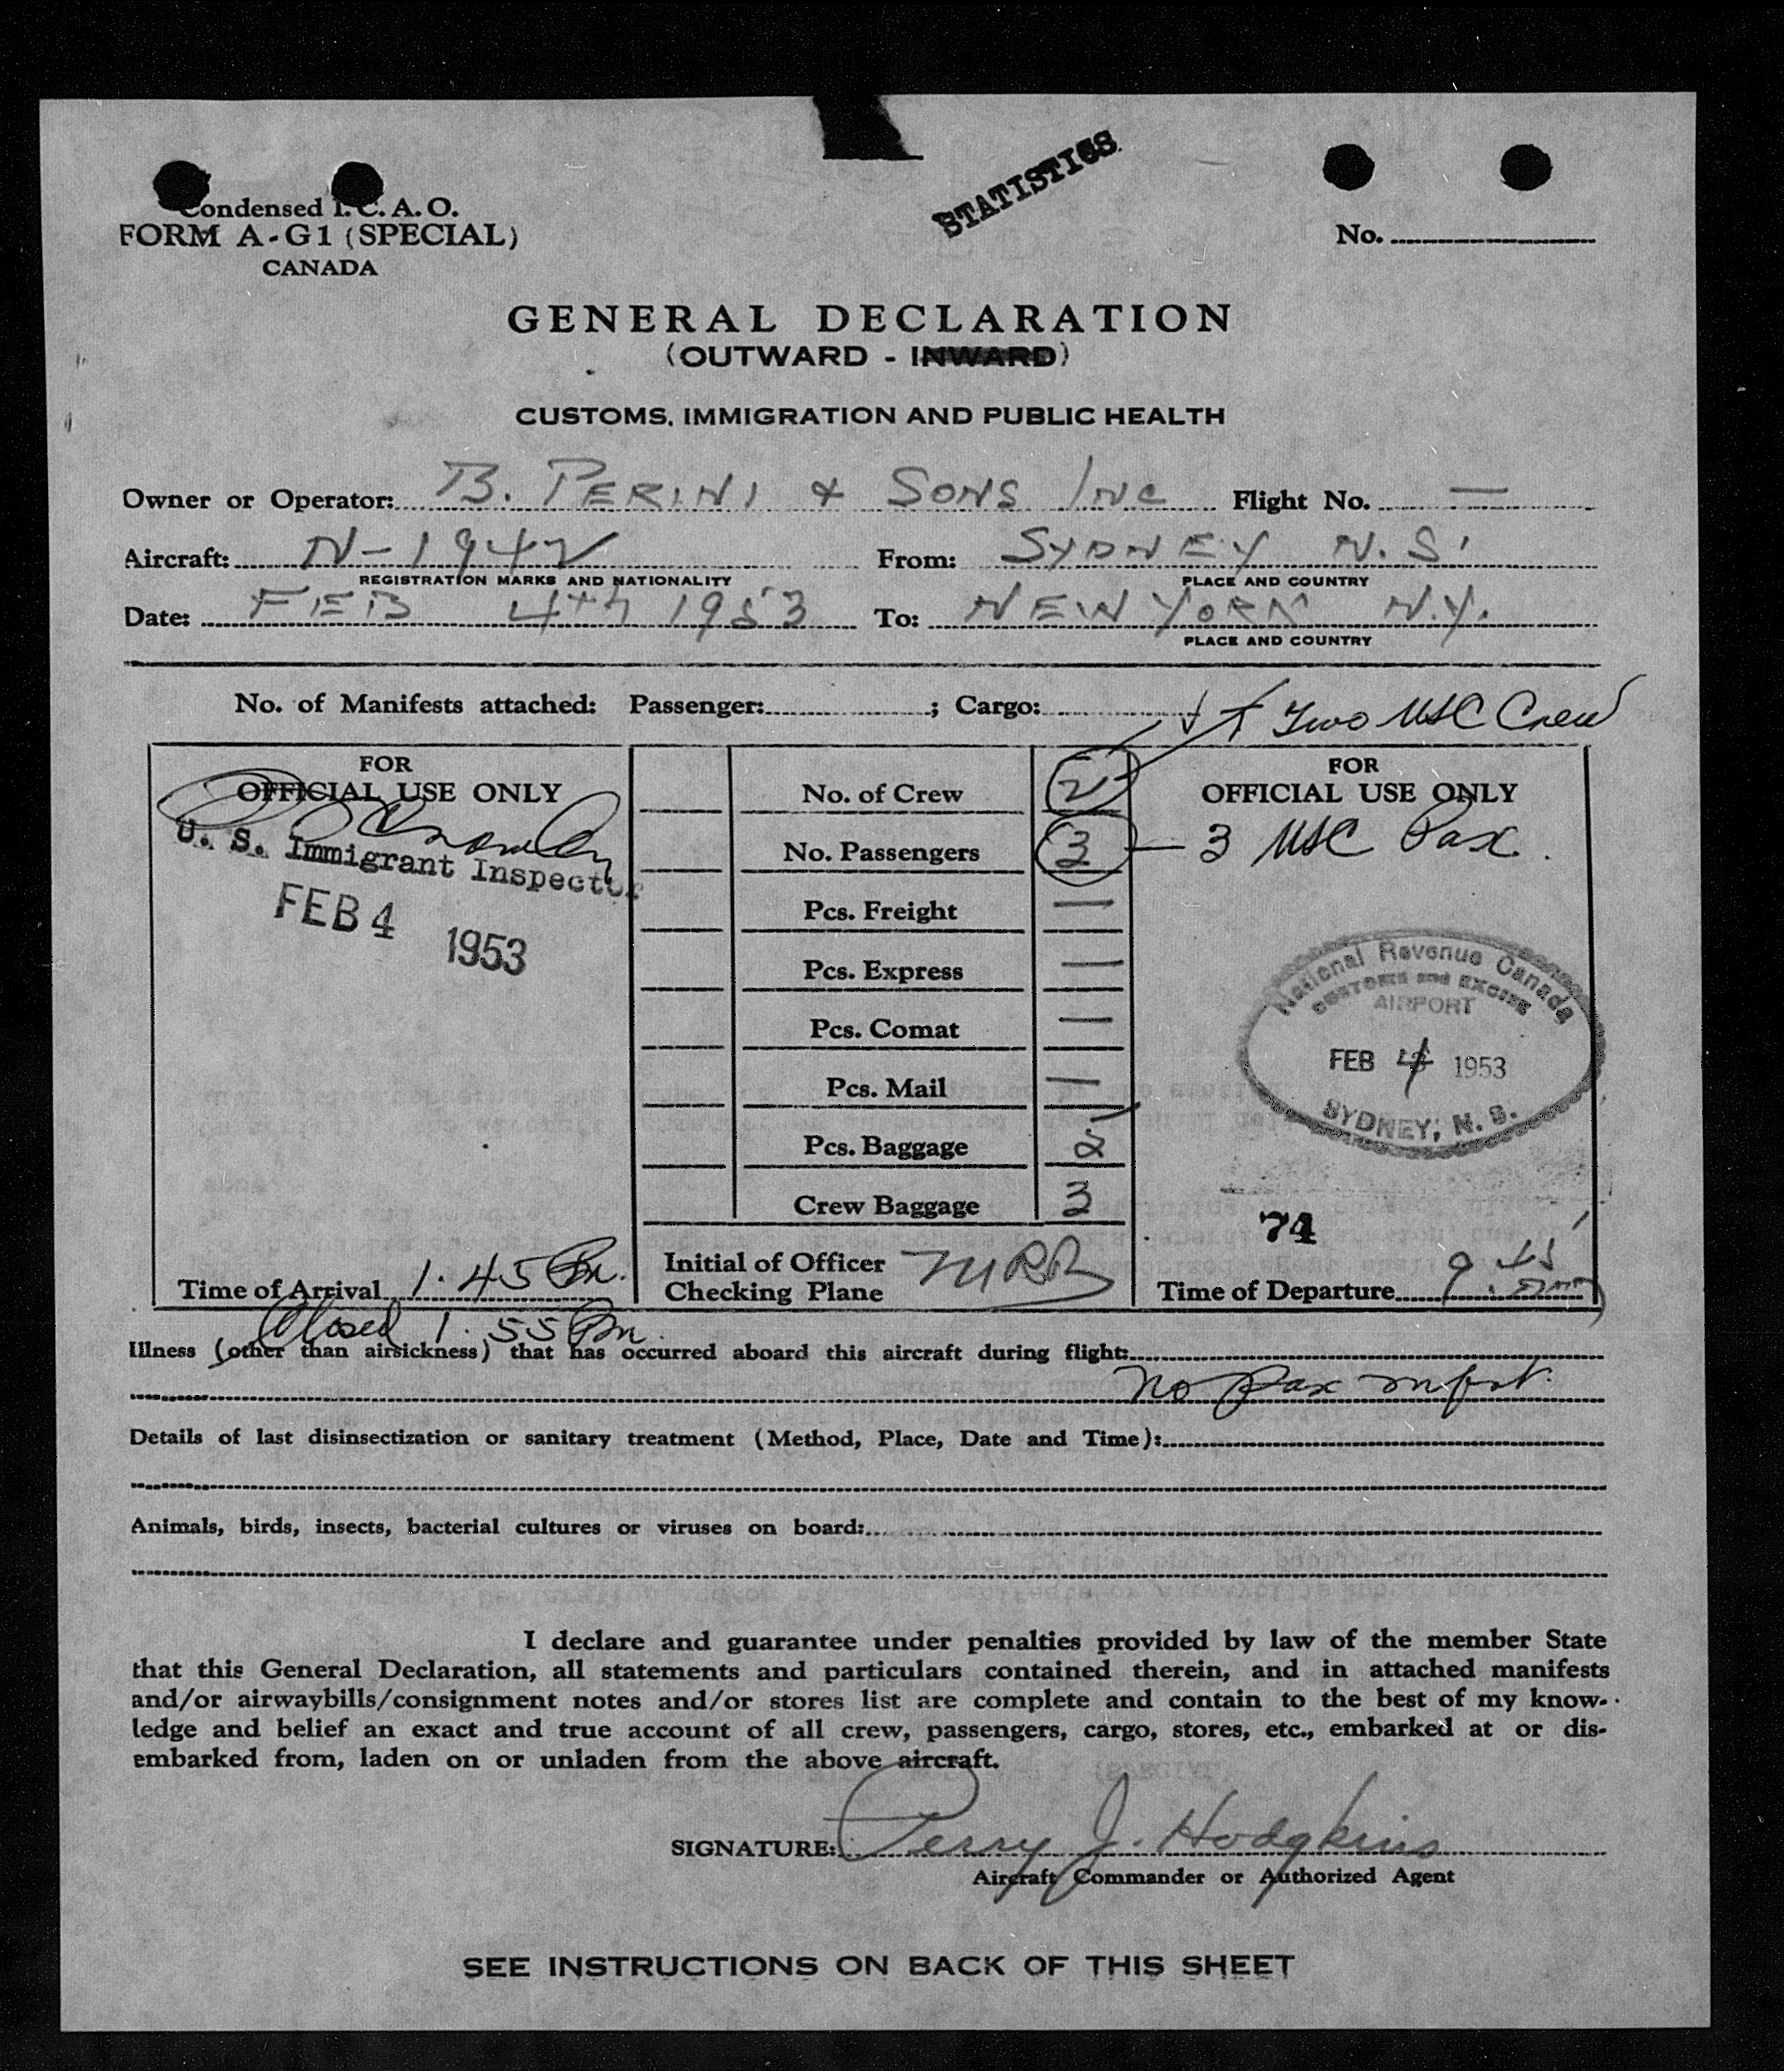 STATISTICS
Condensed I. C. A. O.
FORM A-G1 (SPECIAL)
CANADA
No.
GENERAL DECLARATION
(OUTWARD - INWARD)
CUSTOMS, IMMIGRATION AND PUBLIC HEALTH
Owner or Operator: B. PERINI & SONS INC Flight No. —
Aircraft: N-1942 From: SYDNEY N.S.
REGISTRATION MARKS AND NATIONALITY PLACE AND COUNTRY
Date: FEB 4TH 1953 To: NEW YORK N.Y.
PLACE AND COUNTRY
No. of Manifests attached: Passenger: ; Cargo: Two USC Crew
FOR
OFFICIAL USE ONLY
U. S. Immigrant Inspector
FEB 4 1953
Time of Arrival 1.45 Pm.
Closed 1.55 Pm.
No. of Crew 2
No. Passengers 3
Pcs. Freight —
Pcs. Express —
Pcs. Comat —
Pcs. Mail —
Pcs. Baggage 2
Crew Baggage 3
Initial of Officer
Checking Plane MRB
FOR
OFFICIAL USE ONLY
3 USC Pax.
National Revenue Canada
CUSTOMS and EXCISE
AIRPORT
FEB 4 1953
SYDNEY, N. S.
74
Time of Departure 9.45
Illness (other than airsickness) that has occurred aboard this aircraft during flight:
No Pax mfst.
Details of last disinsectization or sanitary treatment (Method, Place, Date and Time):
Animals, birds, insects, bacterial cultures or viruses on board:
I declare and guarantee under penalties provided by law of the member State
that this General Declaration, all statements and particulars contained therein, and in attached manifests
and/or airwaybills/consignment notes and/or stores list are complete and contain to the best of my know-
ledge and belief an exact and true account of all crew, passengers, cargo, stores, etc., embarked at or dis-
embarked from, laden on or unladen from the above aircraft.
SIGNATURE: Perry J. Hodgkins
Aircraft Commander or Authorized Agent
SEE INSTRUCTIONS ON BACK OF THIS SHEET